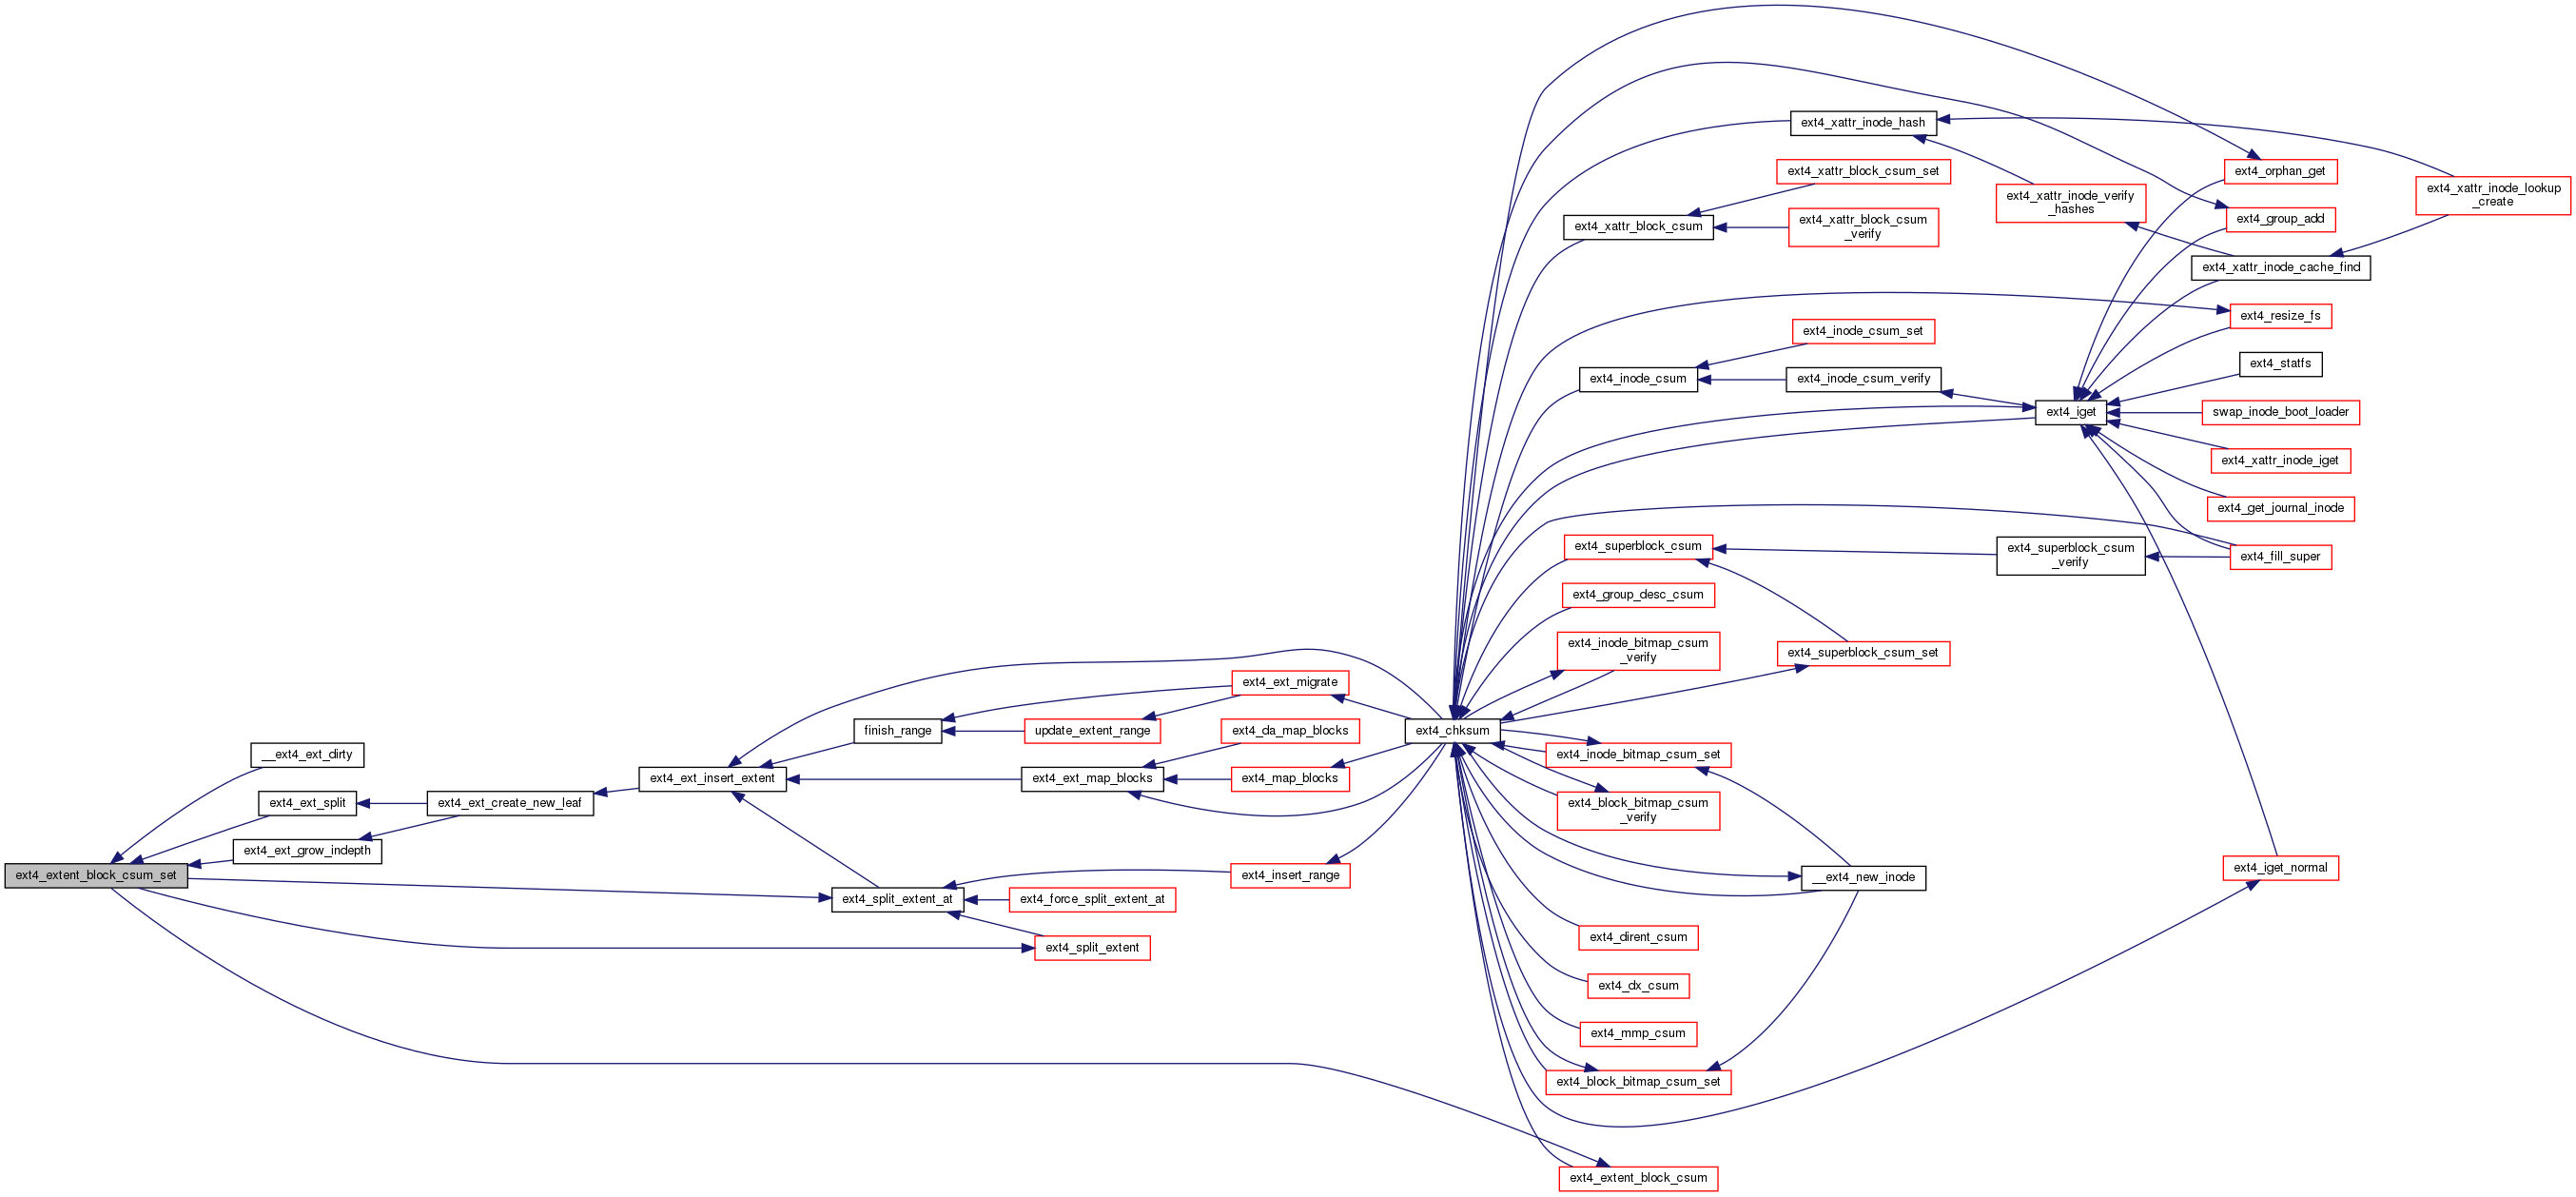 ext4_xattr_inode_hash
ext4_xattr_block_csum_set
ext4_orphan_get
ext4_xattr_inode_verify
_hashes
ext4_xattr_inode_lookup
_create
ext4_xattr_block_csum
ext4_xattr_block_csum
_verify
ext4_group_add
ext4_xattr_inode_cache_find
ext4_resize_fs
ext4_inode_csum_set
ext4_statfs
ext4_inode_csum
ext4_inode_csum_verify
ext4_iget
swap_inode_boot_loader
ext4_xattr_inode_iget
ext4_get_journal_inode
ext4_superblock_csum
ext4_superblock_csum
_verify
ext4_fill_super
ext4_group_desc_csum
ext4_inode_bitmap_csum
_verify
ext4_superblock_csum_set
ext4_ext_migrate
finish_range
update_extent_range
ext4_da_map_blocks
ext4_chksum
__ext4_ext_dirty
ext4_inode_bitmap_csum_set
ext4_ext_insert_extent
ext4_ext_map_blocks
ext4_map_blocks
ext4_ext_split
ext4_ext_create_new_leaf
ext4_block_bitmap_csum
_verify
ext4_ext_grow_indepth
ext4_extent_block_csum_set
ext4_insert_range
__ext4_new_inode
ext4_iget_normal
ext4_split_extent_at
ext4_force_split_extent_at
ext4_dirent_csum
ext4_split_extent
ext4_dx_csum
ext4_mmp_csum
ext4_block_bitmap_csum_set
ext4_extent_block_csum